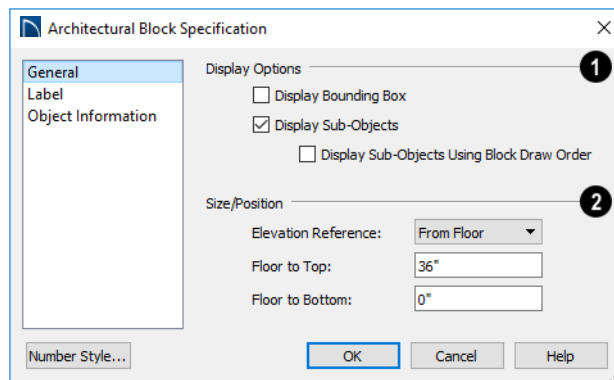 Architectural Block Specification
General
Label
Object Information
Display Options
1
Display Bounding Box
Display Sub-Objects
Display Sub-Objects Using Block Draw Order
Size/Position
2
Elevation Reference: From Floor
Floor to Top: 36"
Floor to Bottom: 0"
Number Style... OK Cancel Help